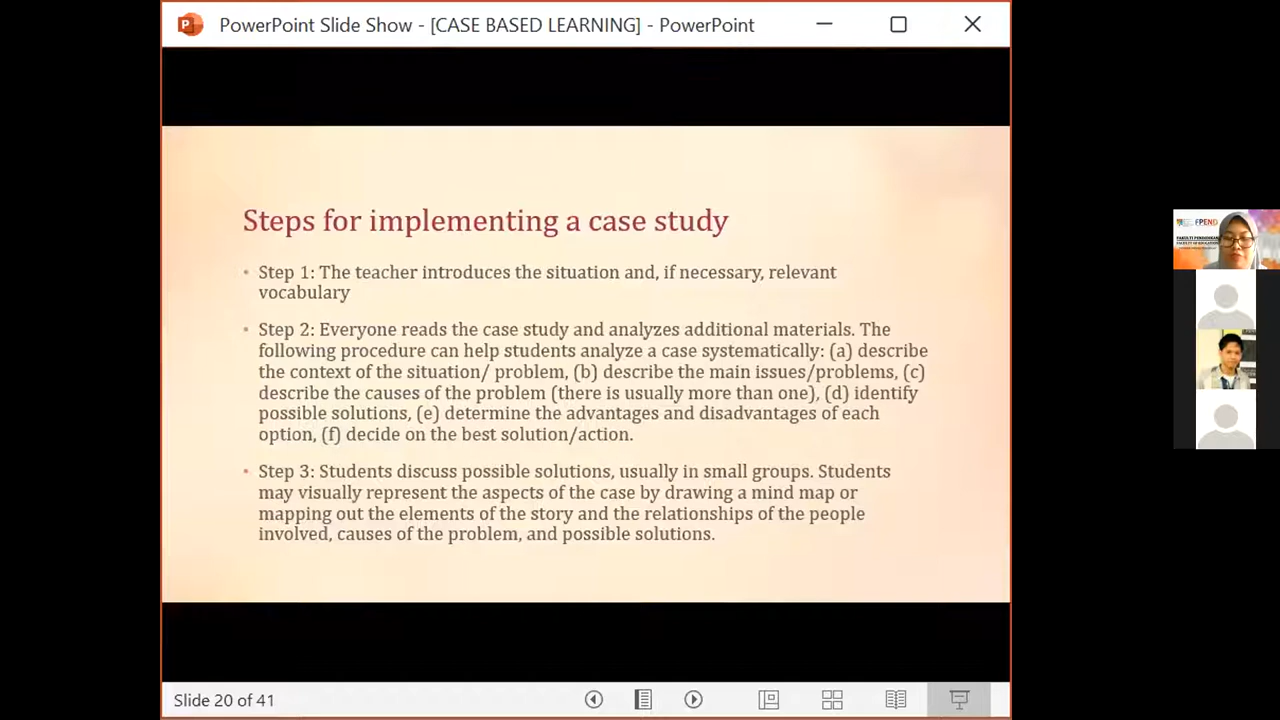 PowerPoint Slide Show - [CASE BASED LEARNING] - PowerPoint
Steps for implementing a case study
• Step 1: The teacher introduces the situation and, if necessary, relevant
vocabulary
• Step 2: Everyone reads the case study and analyzes additional materials. The
following procedure can help students analyze a case systematically: (a) describe
the context of the situation/ problem, (b) describe the main issues/problems, (c)
describe the causes of the problem (there is usually more than one), (d) identify
possible solutions, (e) determine the advantages and disadvantages of each
option, (f) decide on the best solution/action.
• Step 3: Students discuss possible solutions, usually in small groups. Students
may visually represent the aspects of the case by drawing a mind map or
mapping out the elements of the story and the relationships of the people
involved, causes of the problem, and possible solutions.
Slide 20 of 41
FPEND